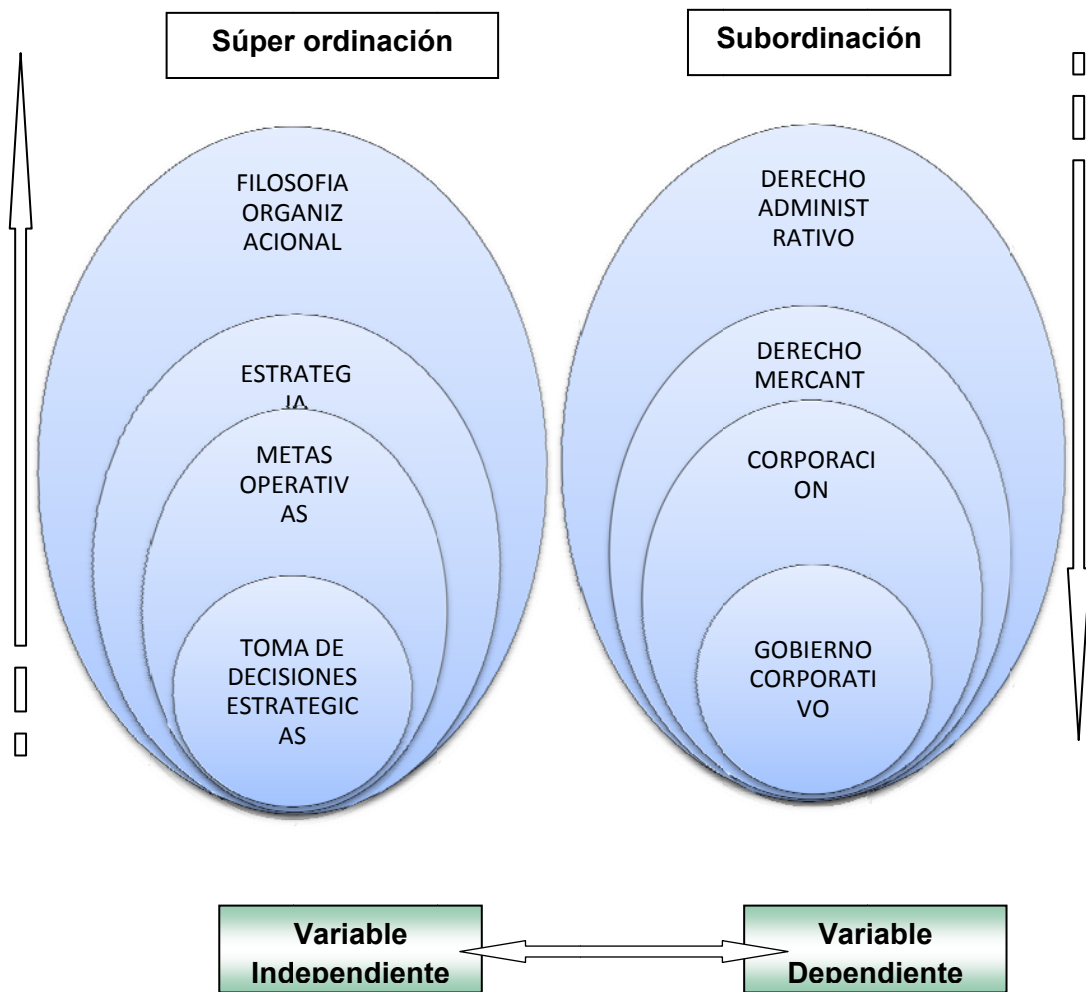 Súper ordinación
Subordinación
FILOSOFIA
ORGANIZ
ACIONAL
ESTRATEG
IA
METAS
OPERATIV
AS
TOMA DE
DECISIONES
ESTRATEGIC
AS
DERECHO
ADMINIST
RATIVO
DERECHO
MERCANT
CORPORACI
ON
GOBIERNO
CORPORATI
VO
Variable
Independiente
Variable
Dependiente